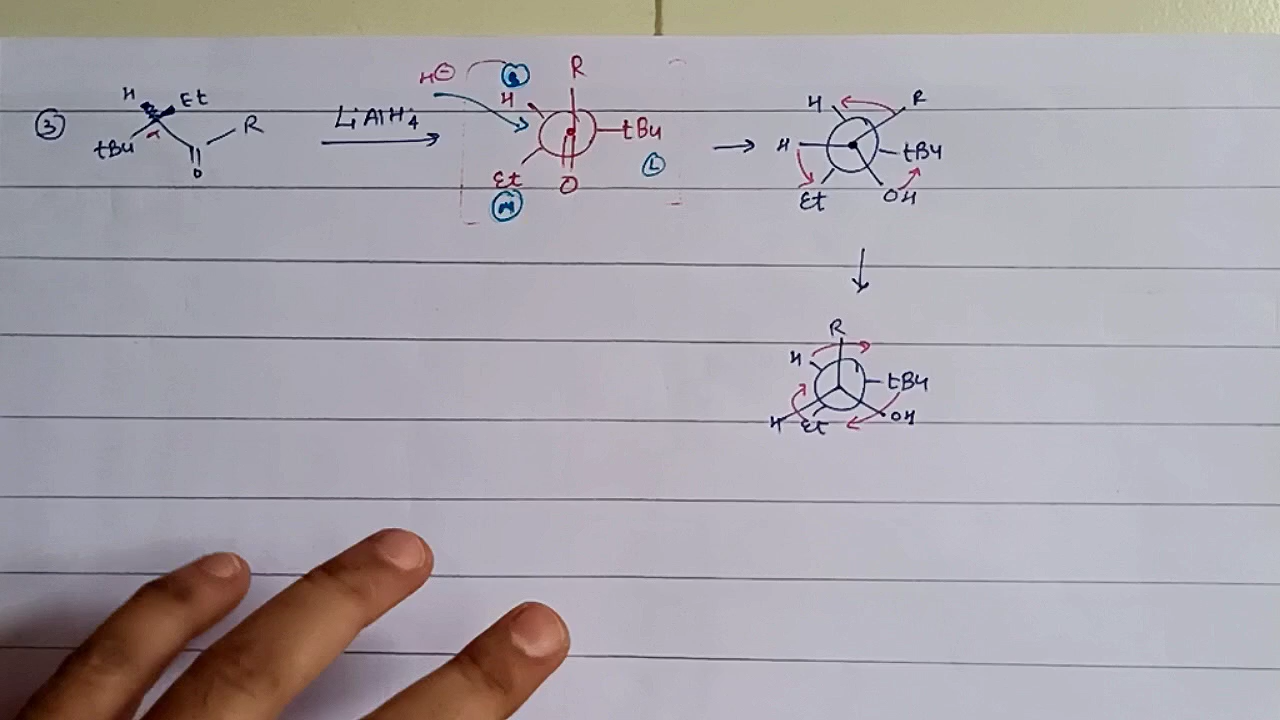 ③ H Et tBu O R LiAlH4 H⊖ S H R tBu L Et M O H R H tBu Et OH
R H tBu H Et OH